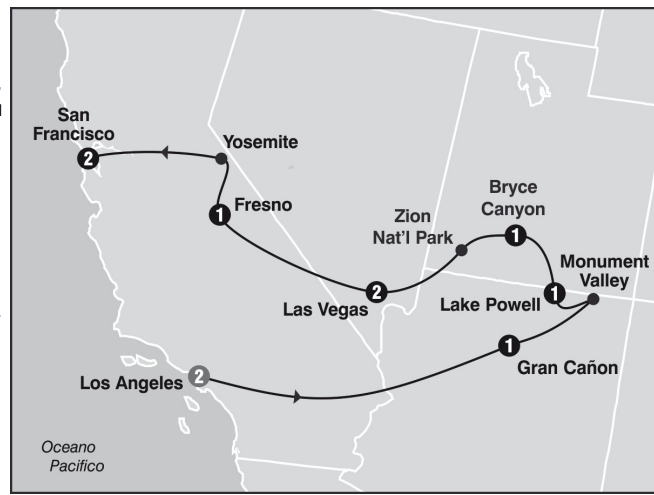 San
Francisco
2
Yosemite
1
Fresno
Bryce
Canyon
1
Zion
Nat'l Park
Monument
Valley
Las Vegas
2
Lake Powell
1
1
Gran Cañon
Los Angeles
2
Oceano
Pacifico